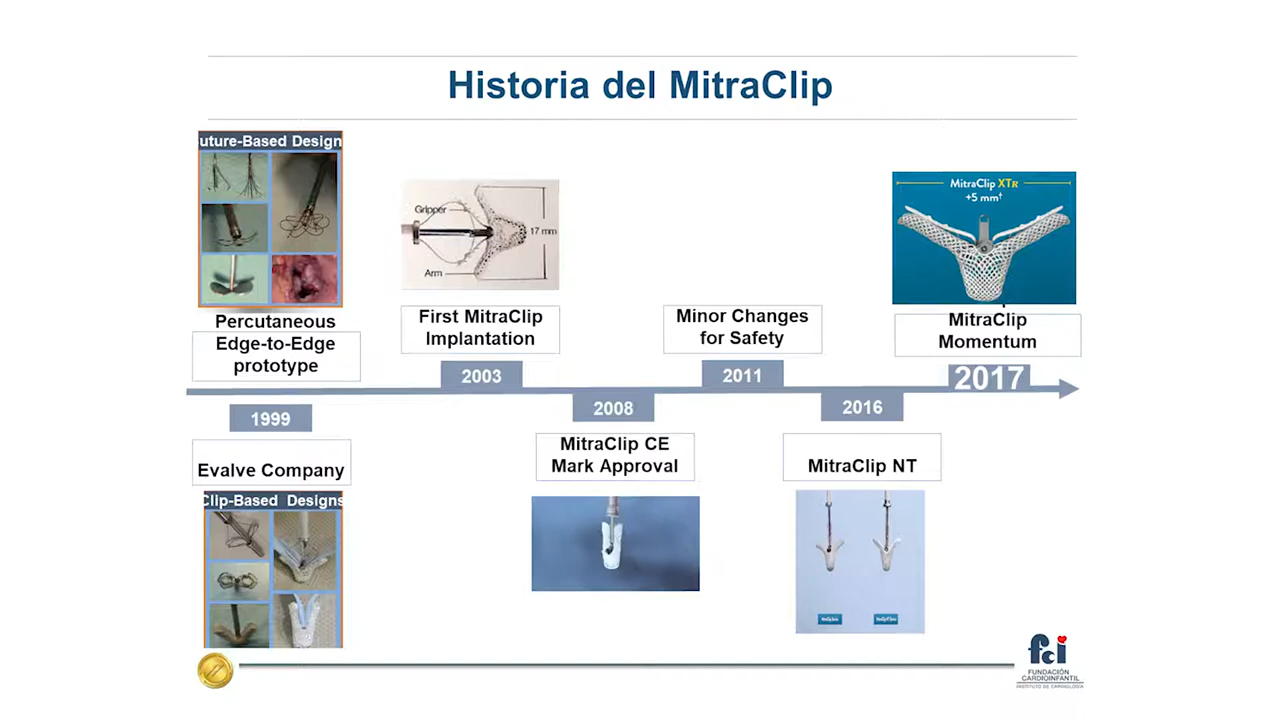 Historia del MitraClip
uture-Based Design
Percutaneous
Edge-to-Edge
prototype
1999
Evalve Company
Clip-Based Designs
Gripper
17 mm
Arm
First MitraClip
Implantation
2003
2008
MitraClip CE
Mark Approval
Minor Changes
for Safety
2011
2016
MitraClip NT
MitraClip XTR
+5 mm†
MitraClip
Momentum
2017
fci
FUNDACIÓN
CARDIOINFANTIL
INSTITUTO DE CARDIOLOGÍA